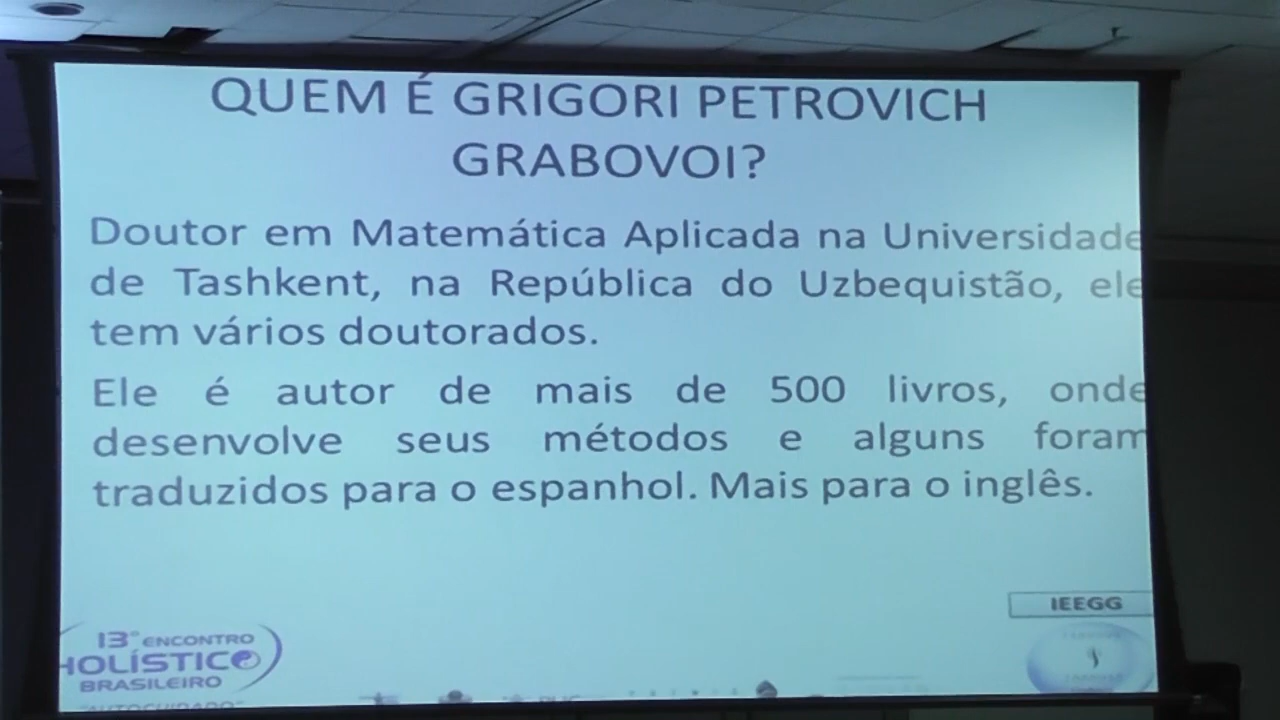 QUEM É GRIGORI PETROVICH
GRABOVOI?
Doutor em Matemática Aplicada na Universidade
de Tashkent, na República do Uzbequistão, ele
tem vários doutorados.
Ele é autor de mais de 500 livros, onde
desenvolve seus métodos e alguns foram
traduzidos para o espanhol. Mais para o inglês.
IEEGG
13° ENCONTRO
HOLÍSTICO
BRASILEIRO
"AUTOCUIDADO"